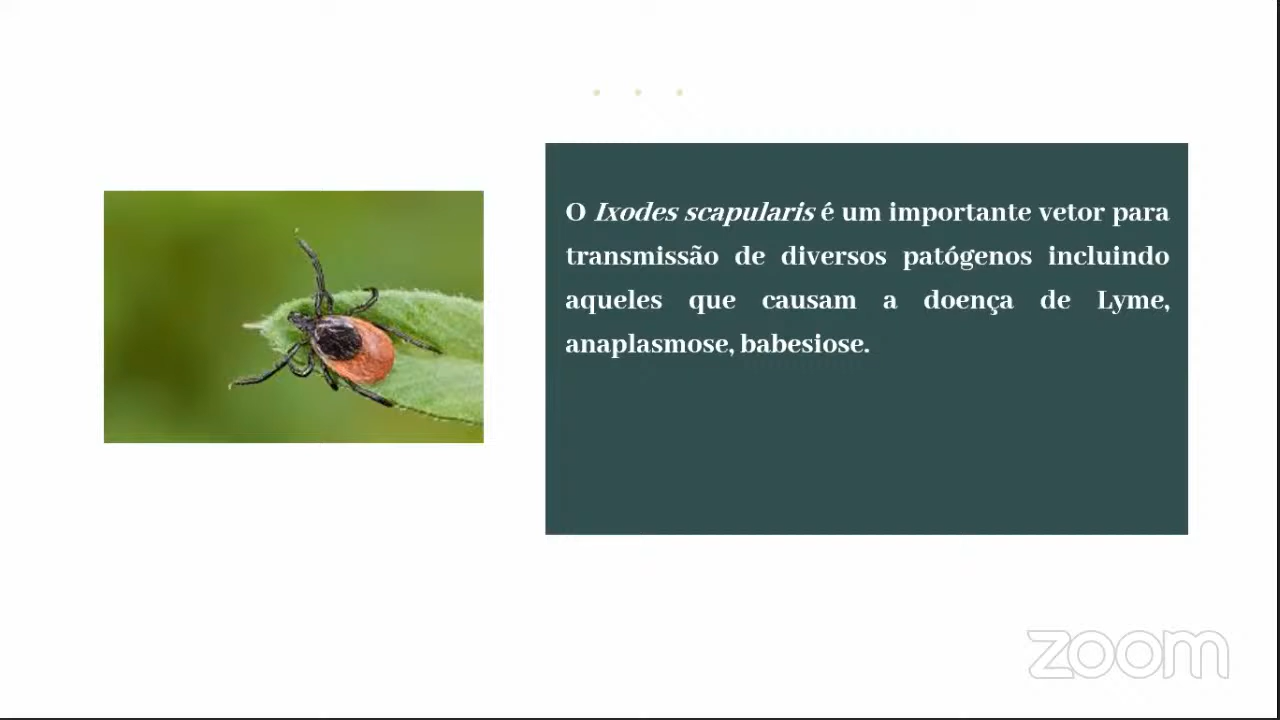 O Ixodes scapularis é um importante vetor para
transmissão de diversos patógenos incluindo
aqueles que causam a doença de Lyme,
anaplasmose, babesiose.
zoom